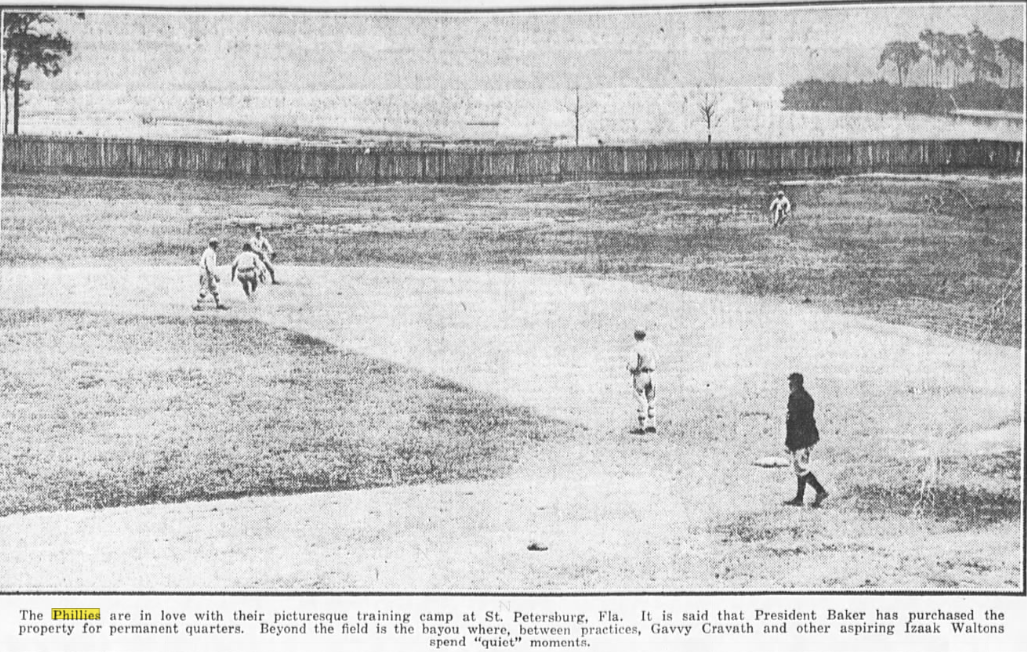 The Phillies are in love with their picturesque training camp at St. Petersburg, Fla. It is said that President Baker has purchased the
property for permanent quarters. Beyond the field is the bayou where, between practices, Gavvy Cravath and other aspiring Izaak Waltons
spend "quiet" moments.